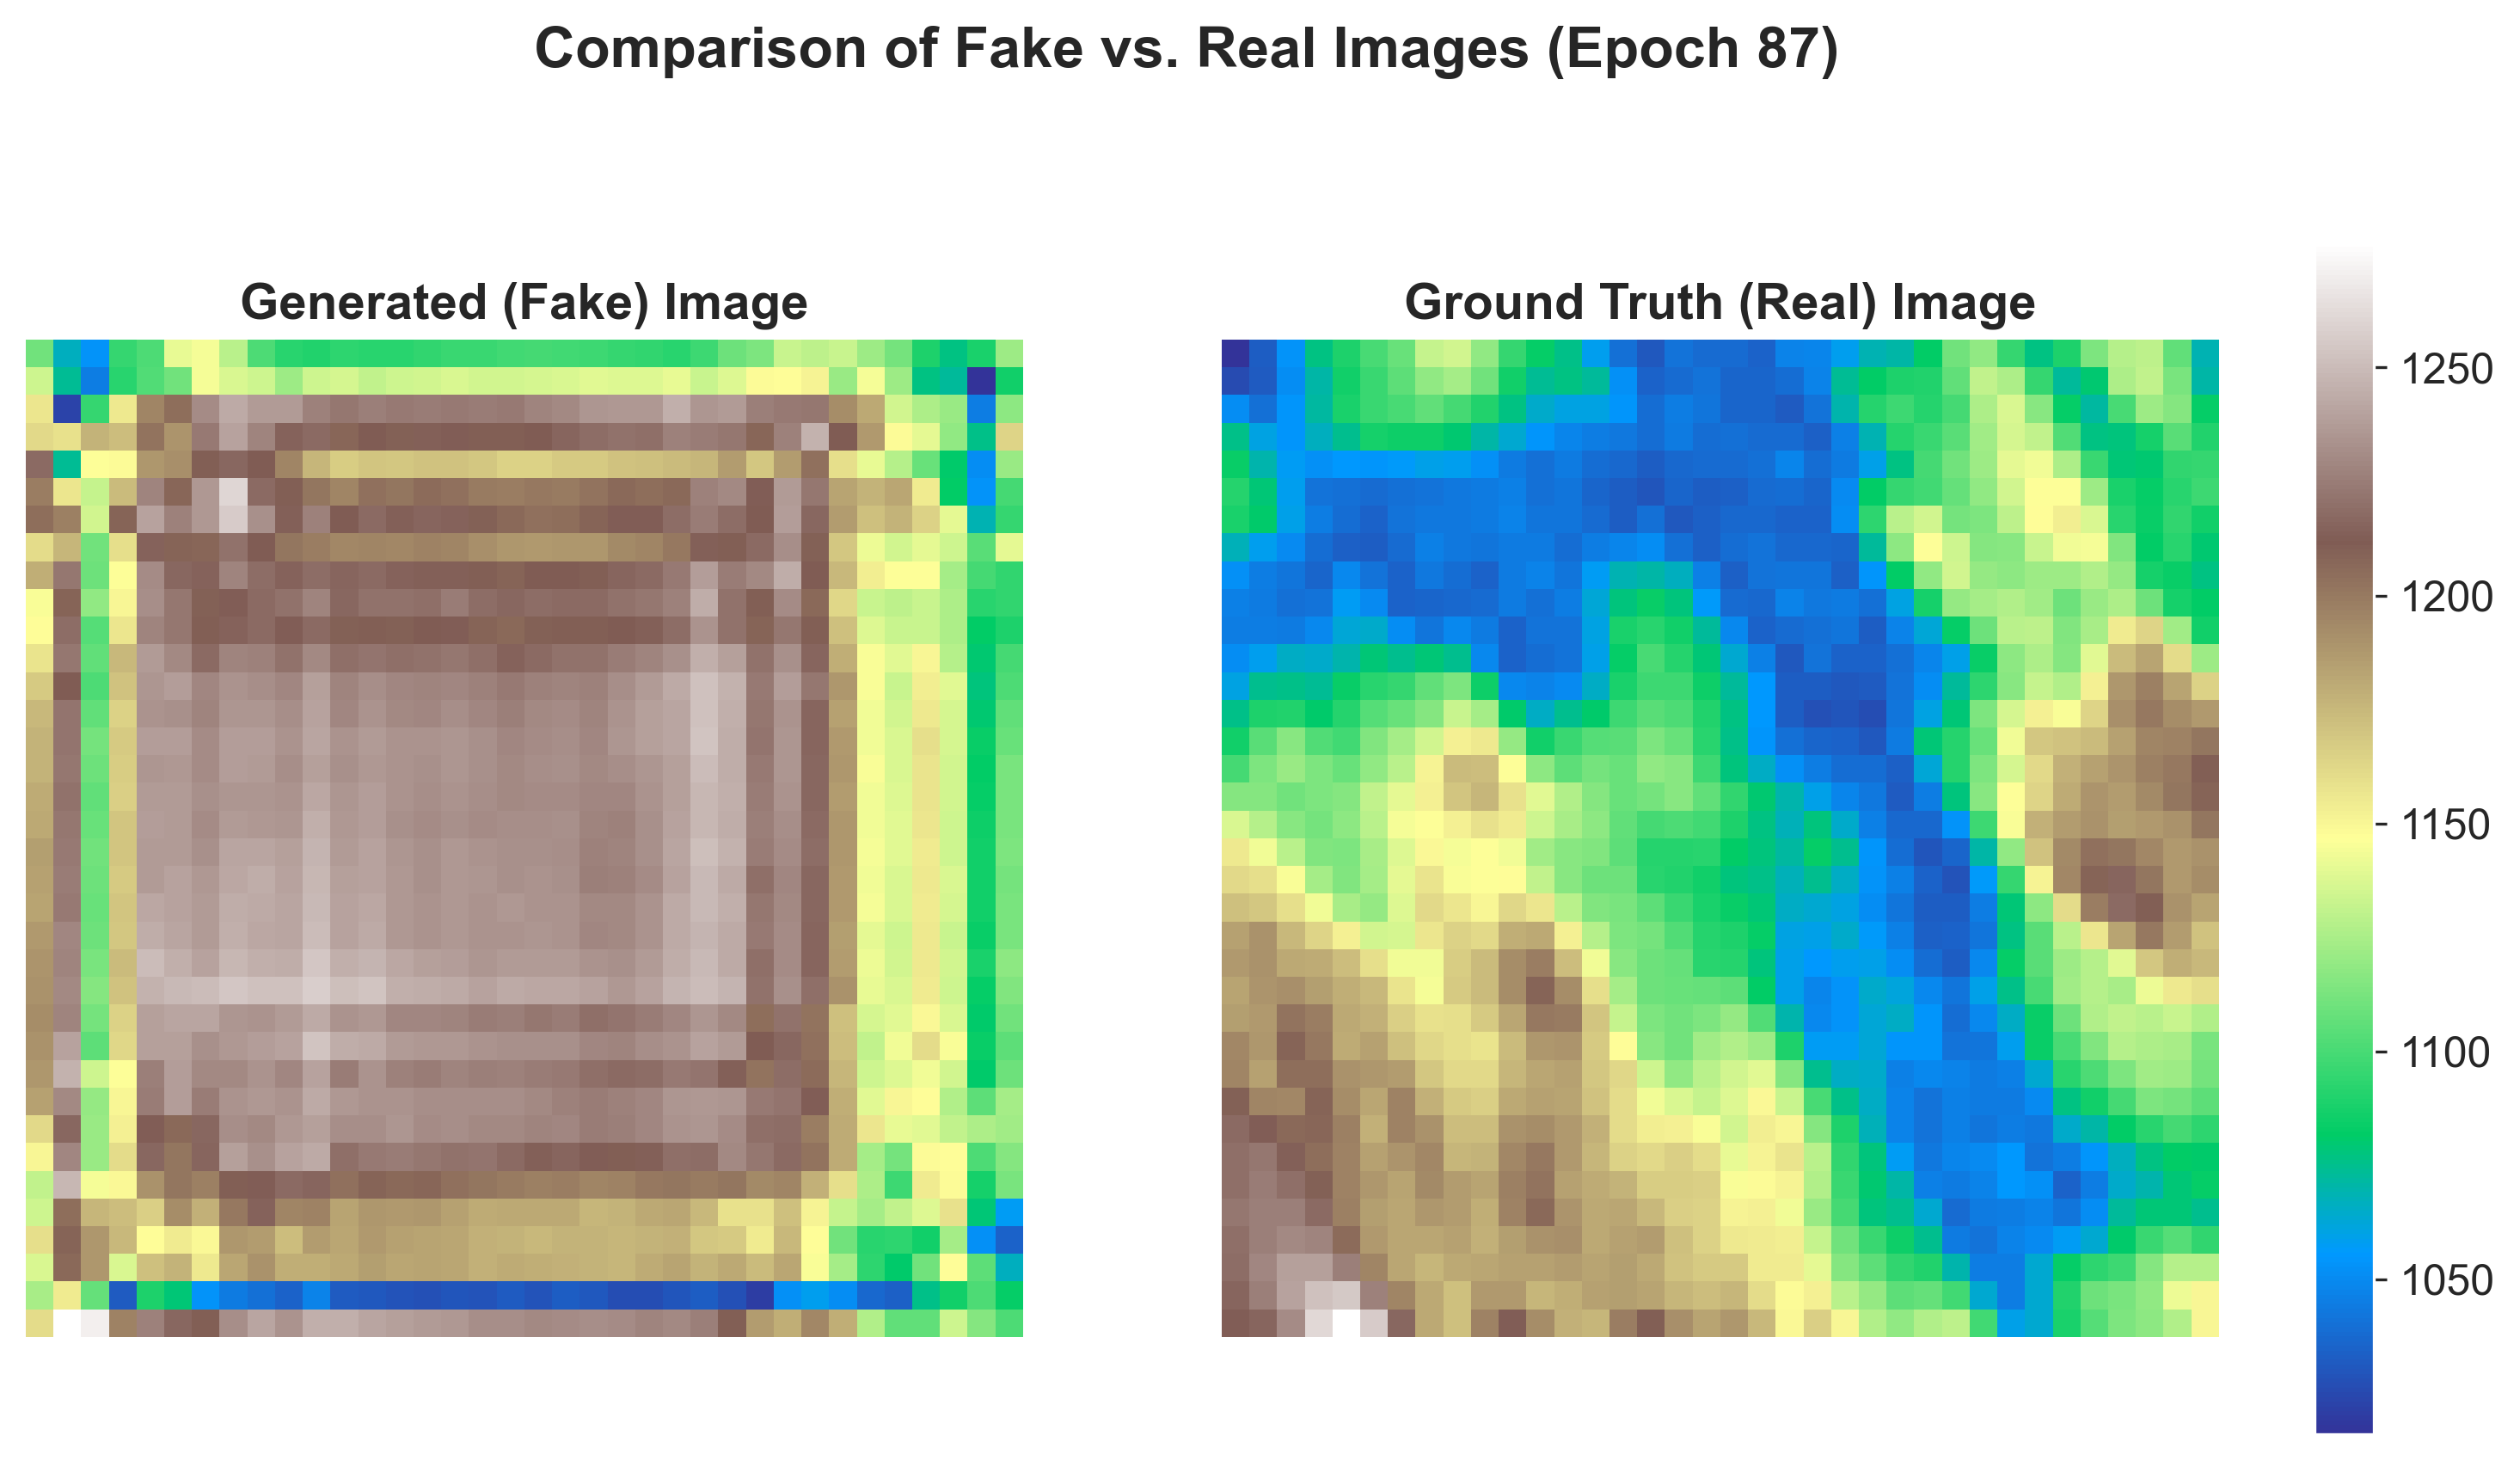 Comparison of Fake vs. Real Images (Epoch 87)
Generated (Fake) Image
Ground Truth (Real) Image
1250
1200
1150
1100
1050